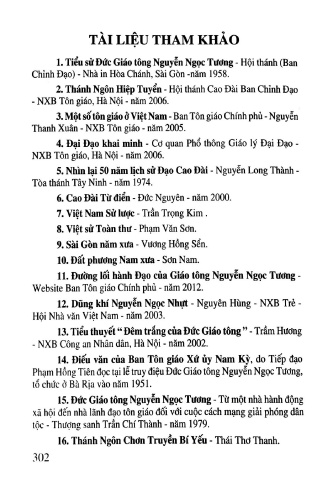 TÀI LIỆU THAM KHẢO
1. Tiểu sử Đức Giáo tông Nguyễn Ngọc Tương - Hội thánh (Ban
Chỉnh Đạo) - Nhà in Hòa Chánh, Sài Gòn -năm 1958.
2. Thánh Ngôn Hiệp Tuyển - Hội thánh Cao Đài Ban Chỉnh Đạo
- NXB Tôn giáo, Hà Nội - năm 2006.
3. Một số tôn giáo ở Việt Nam - Ban Tôn giáo Chính phủ - Nguyễn
Thanh Xuân - NXB Tôn giáo - năm 2005.
4. Đại Đạo khai minh - Cơ quan Phổ thông Giáo lý Đại Đạo -
NXB Tôn giáo, Hà Nội - năm 2006.
5. Nhìn lại 50 năm lịch sử Đạo Cao Đài - Nguyễn Long Thành -
Tòa thánh Tây Ninh - năm 1974.
6. Cao Đài Từ điển - Đức Nguyên - năm 2000.
7. Việt Nam Sử lược - Trần Trọng Kim .
8. Việt sử Toàn thư - Phạm Văn Sơn.
9. Sài Gòn năm xưa - Vương Hồng Sển.
10. Đất phương Nam xưa - Sơn Nam.
11. Đường lối hành Đạo của Giáo tông Nguyễn Ngọc Tương -
Website Ban Tôn giáo Chính phủ - năm 2012.
12. Dũng khí Nguyễn Ngọc Nhựt - Nguyên Hùng - NXB Trẻ -
Hội Nhà văn Việt Nam - năm 2003.
13. Tiểu thuyết " Đêm trắng của Đức Giáo tông " - Trầm Hương
- NXB Công an Nhân dân, Hà Nội - năm 2002.
14. Điếu văn của Ban Tôn giáo Xứ ủy Nam Kỳ, do Tiếp đạo
Phạm Hồng Tiên đọc tại lễ truy điệu Đức Giáo tông Nguyễn Ngọc Tương,
tổ chức ở Bà Rịa vào năm 1951.
15. Đức Giáo tông Nguyễn Ngọc Tương - Từ một nhà hành động
xã hội đến nhà lãnh đạo tôn giáo đối với cuộc cách mạng giải phóng dân
tộc - Thượng sanh Trần Chí Thành - năm 1979.
16. Thánh Ngôn Chơn Truyền Bí Yếu - Thái Thơ Thanh.
302